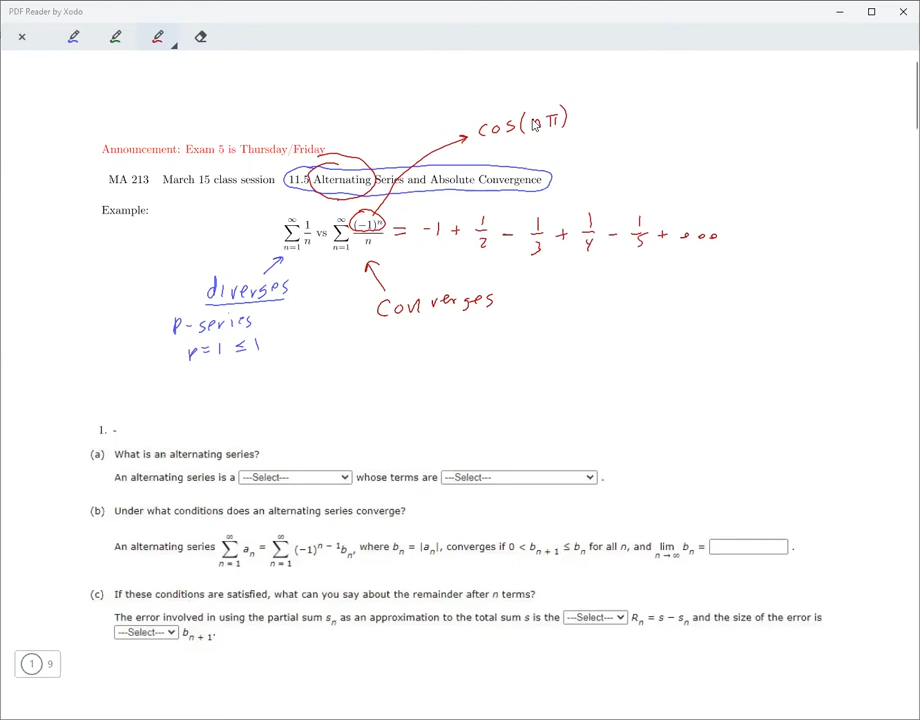 PDF Reader by Xodo
cos(nπ)
Announcement: Exam 5 is Thursday/Friday
MA 213 March 15 class session 11.5 Alternating Series and Absolute Convergence
Example:
∞∑n=1 1/n vs ∞∑n=1 (-1)^n/n = -1 + 1/2 - 1/3 + 1/4 - 1/5 + ...
diverges
converges
p-series
p=1 ≤ 1
1. -
(a) What is an alternating series?
An alternating series is a ---Select--- whose terms are ---Select--- .
(b) Under what conditions does an alternating series converge?
An alternating series ∞∑n = 1 a_n = ∞∑n = 1 (−1)^{n − 1}b_n, where b_n = |a_n|, converges if 0 < b_{n + 1} ≤ b_n for all n, and lim n→∞ b_n = .
(c) If these conditions are satisfied, what can you say about the remainder after n terms?
The error involved in using the partial sum s_n as an approximation to the total sum s is the ---Select--- R_n = s − s_n and the size of the error is
---Select--- b_{n + 1}.
1 9